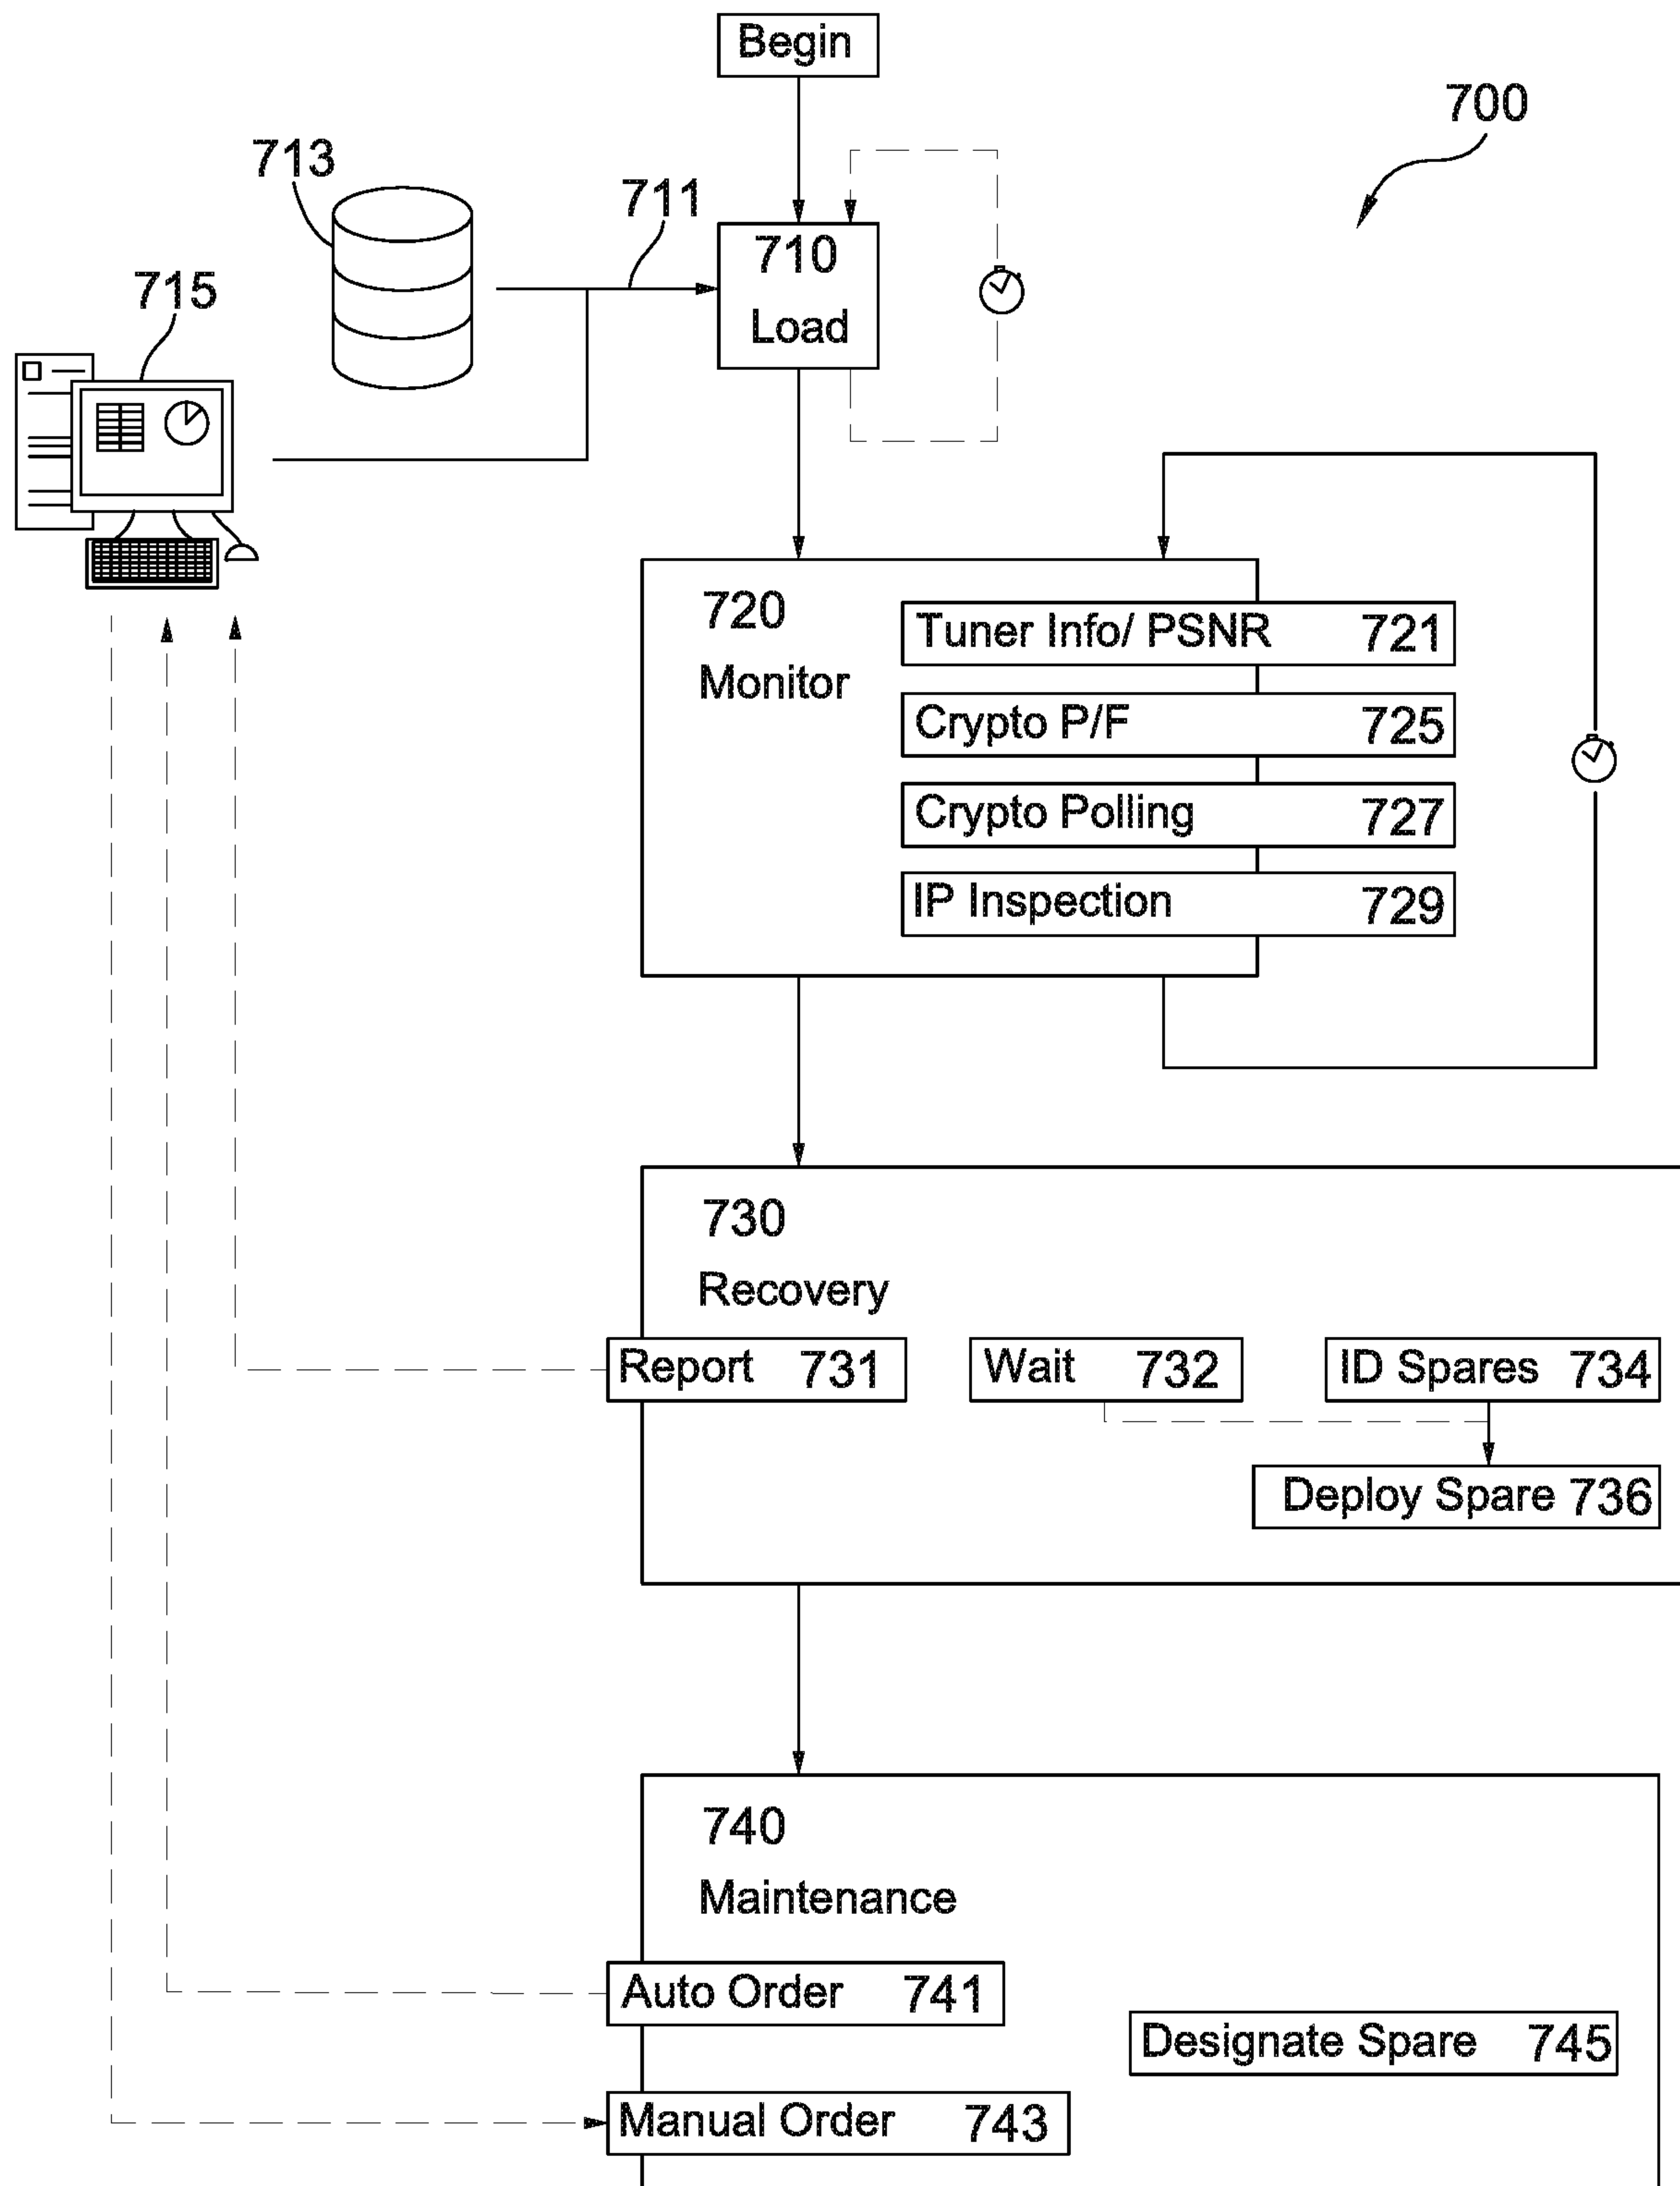 Begin
700
713
711
710
Load
715
720
Monitor
Tuner Info/ PSNR 721
Crypto P/F 725
Crypto Polling 727
IP Inspection 729
730
Recovery
Report 731
Wait 732
ID Spares 734
Deploy Spare 736
740
Maintenance
Auto Order 741
Designate Spare 745
Manual Order 743